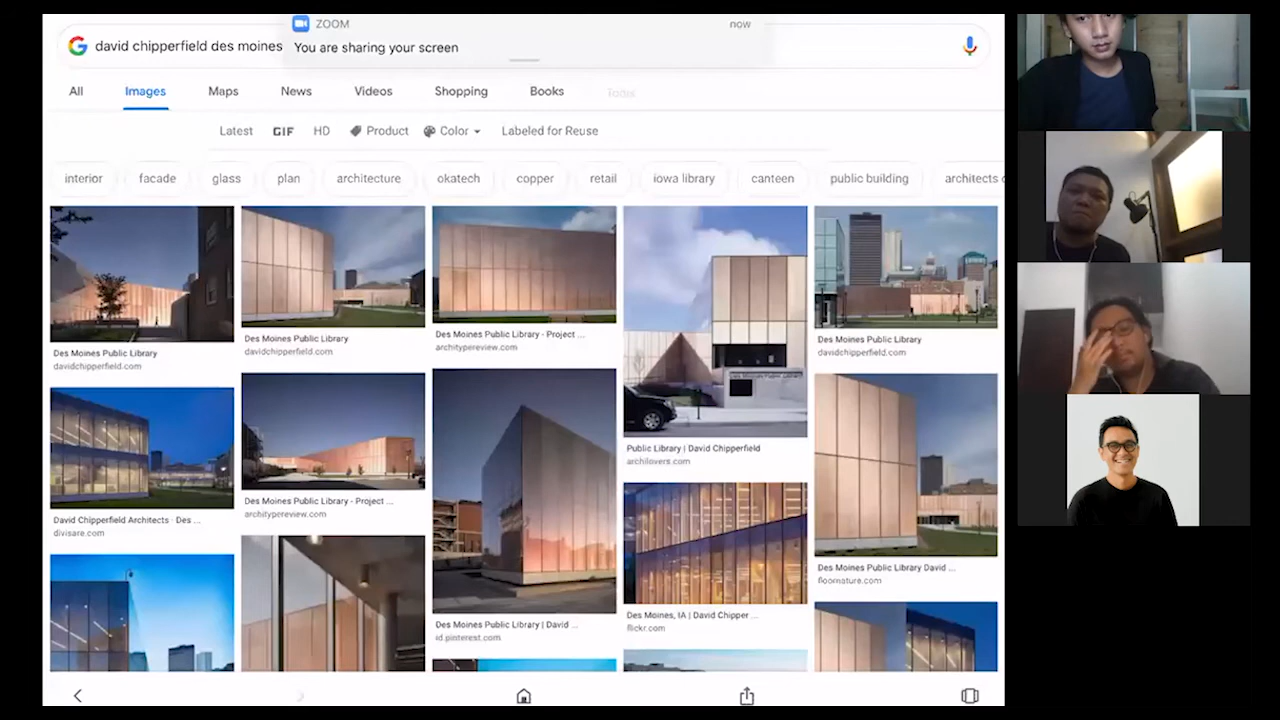 ZOOM
now
david chipperfield des moines
You are sharing your screen
All
Images
Maps
News
Videos
Shopping
Books
Latest
GIF
HD
Product
Color
Labeled for Reuse
interior
facade
glass
plan
architecture
okatech
copper
retail
iowa library
canteen
public building
architects
Des Moines Public Library
davidchipperfield.com
Des Moines Public Library
davidchipperfield.com
Des Moines Public Library - Project ...
architypereview.com
Public Library | David Chipperfield
archilovers.com
Des Moines Public Library
davidchipperfield.com
David Chipperfield Architects · Des ...
divisare.com
Des Moines Public Library - Project ...
architypereview.com
Des Moines Public Library | David ...
id.pinterest.com
Des Moines, IA | David Chipper ...
flickr.com
Des Moines Public Library David ...
floornature.com